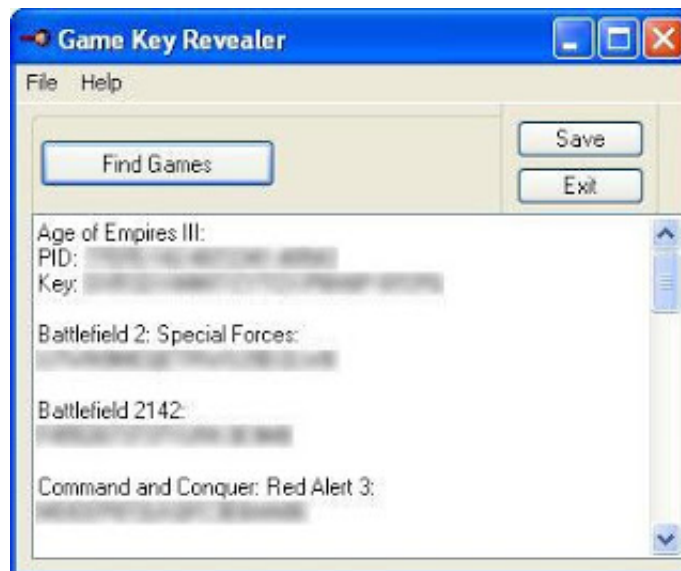 Game Key Revealer
File Help
Find Games
Save
Exit
Age of Empires III:
PID:
Key:
Battlefield 2: Special Forces:
Battlefield 2142:
Command and Conquer: Red Alert 3: